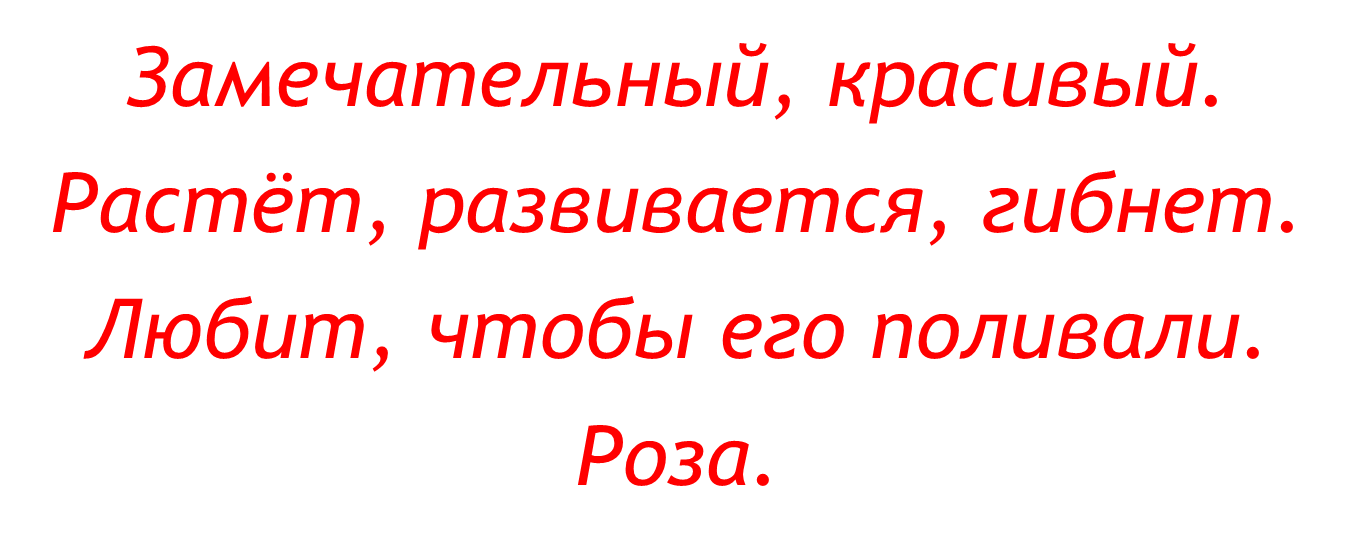 Замечательный, красивый.
Растёт, развивается, гибнет.
Любит, чтобы его поливали.
Роза.